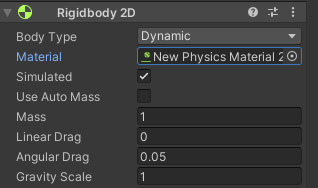 Rigidbody 2D
Body Type Dynamic
Material New Physics Material 2
Simulated
Use Auto Mass
Mass 1
Linear Drag 0
Angular Drag 0.05
Gravity Scale 1